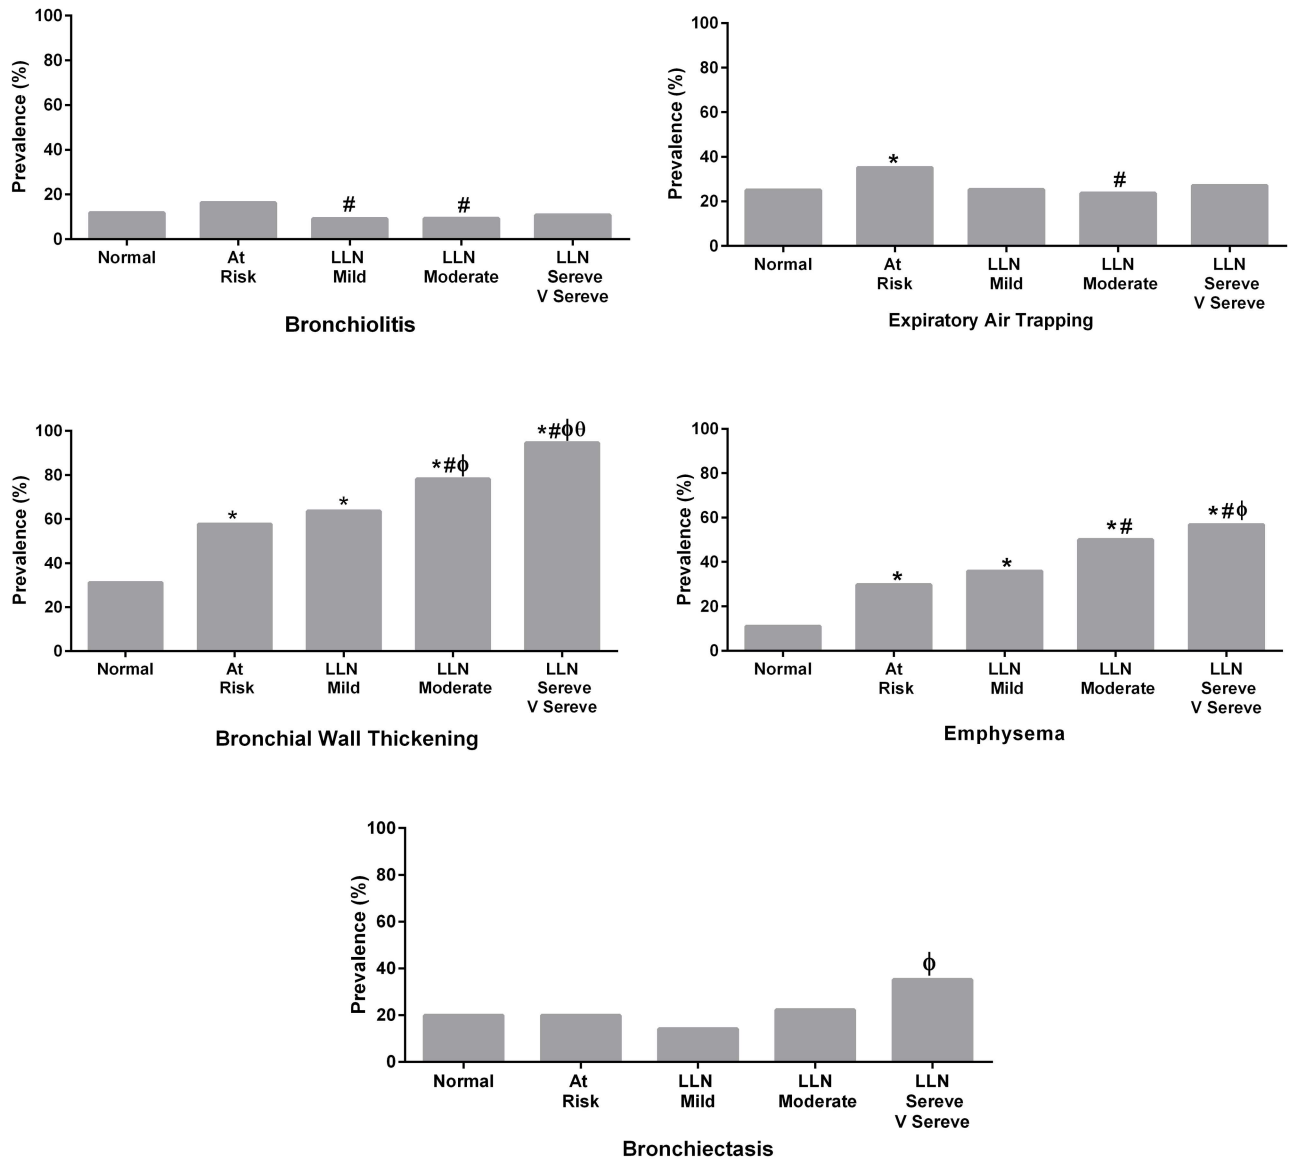 Prevalence (%)
100
80
60
40
20
0
# #
Normal At LLN LLN LLN
Risk Mild Moderate Sereve
V Sereve
Bronchiolitis
Prevalence (%)
100
80
60
40
20
0
* #
Normal At LLN LLN LLN
Risk Mild Moderate Sereve
V Sereve
Expiratory Air Trapping
Prevalence (%)
100
80
60
40
20
0
* * *#ϕ *#ϕθ
Normal At LLN LLN LLN
Risk Mild Moderate Sereve
V Sereve
Bronchial Wall Thickening
Prevalence (%)
100
80
60
40
20
0
* * *# *#ϕ
Normal At LLN LLN LLN
Risk Mild Moderate Sereve
V Sereve
Emphysema
Prevalence (%)
100
80
60
40
20
0
ϕ
Normal At LLN LLN LLN
Risk Mild Moderate Sereve
V Sereve
Bronchiectasis